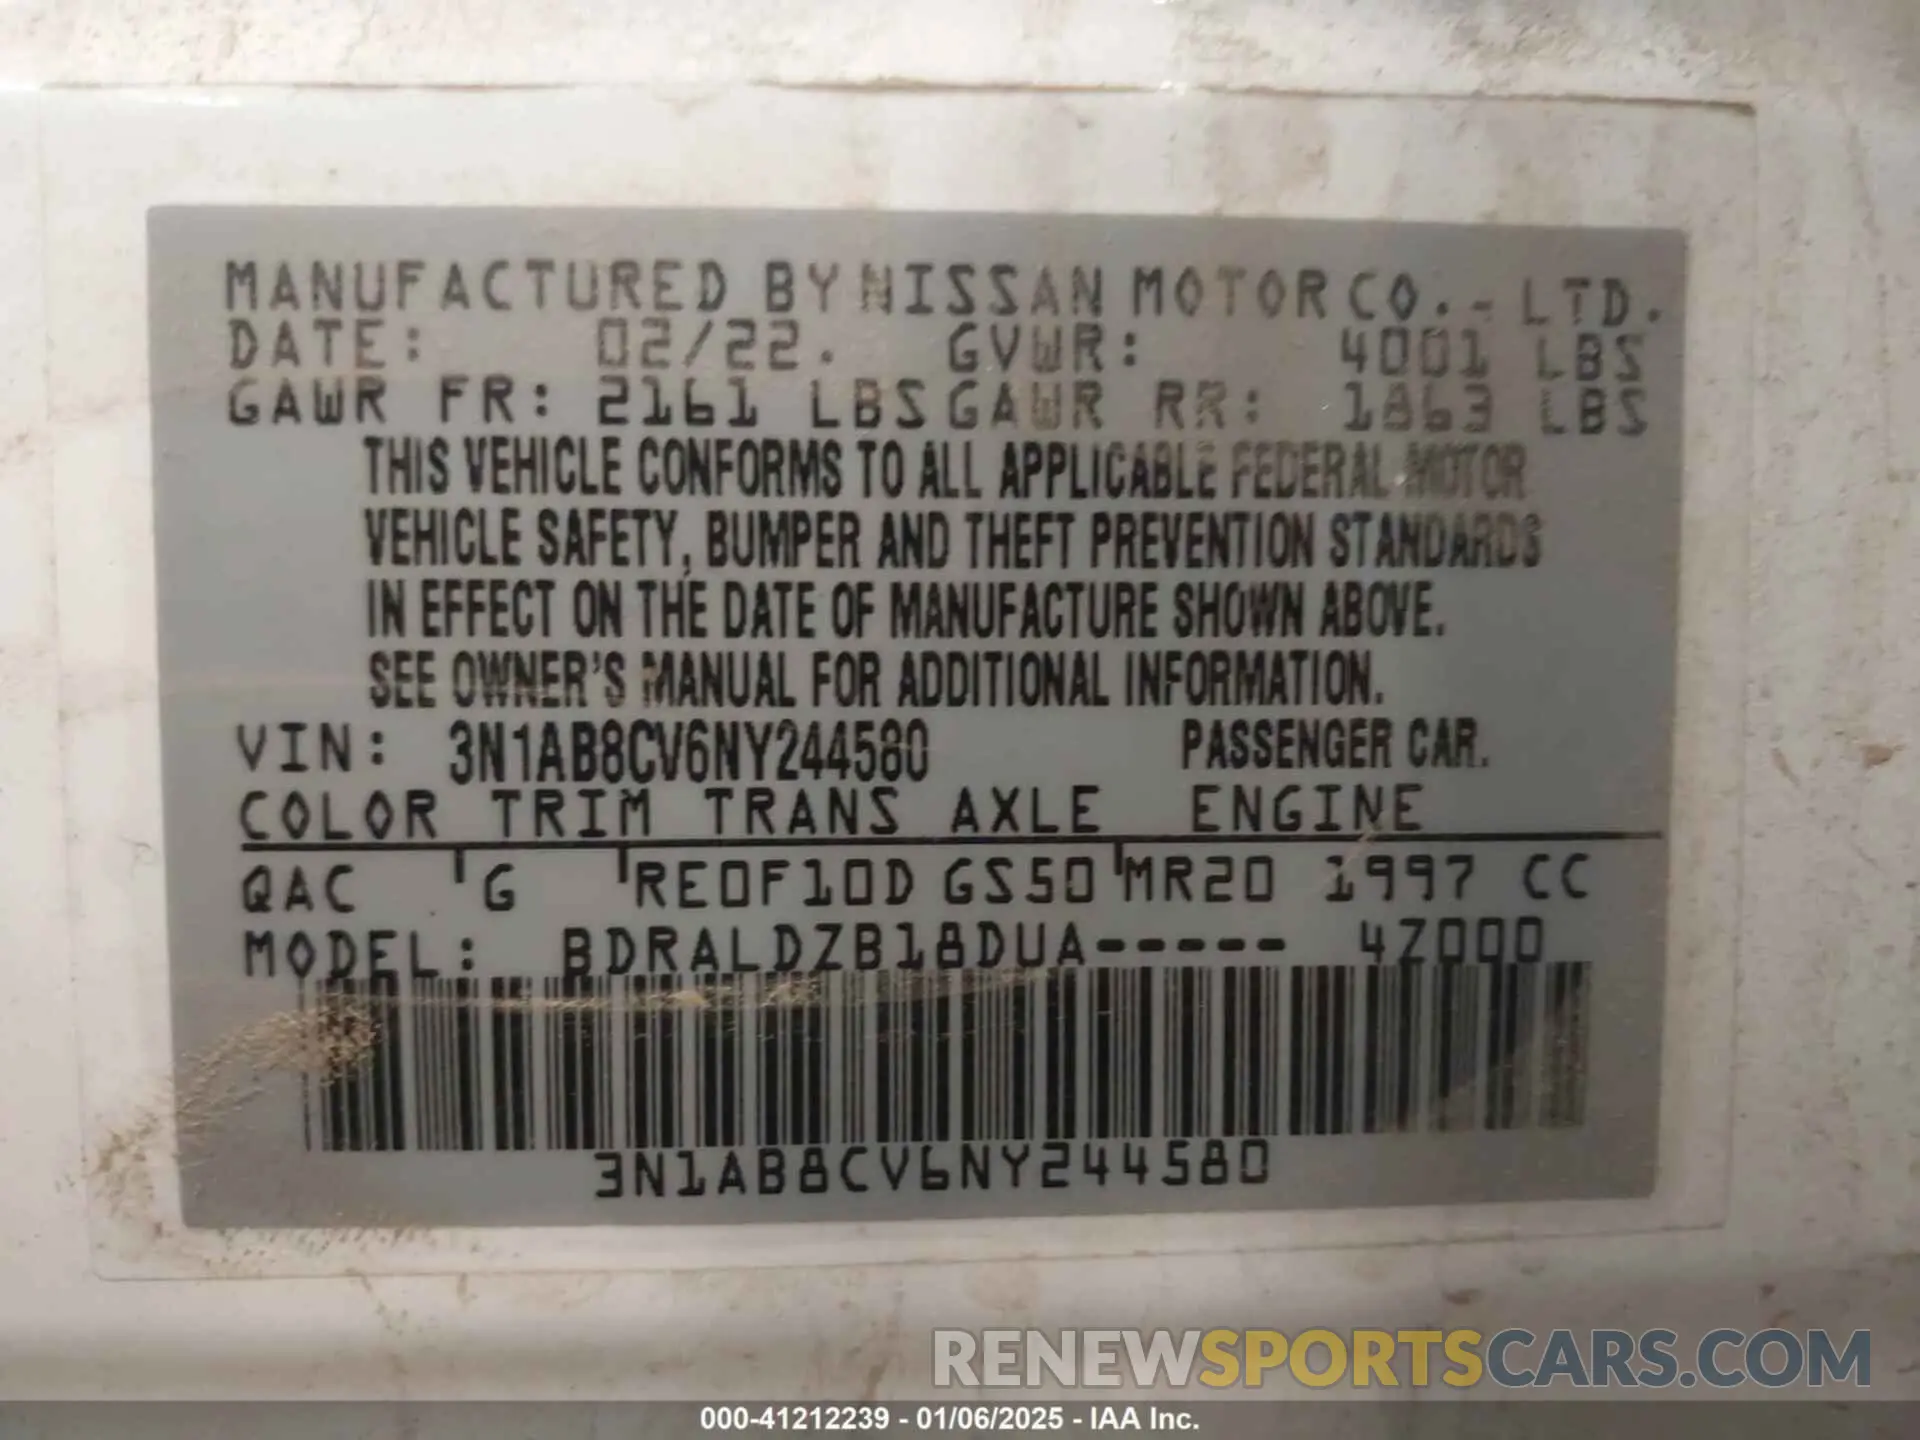 MANUFACTURED BY NISSAN MOTOR CO., LTD.
DATE: 02/22. GVWR: 4001 LBS
GAWR FR: 2161 LBS GAWR RR: 1863 LBS
THIS VEHICLE CONFORMS TO ALL APPLICABLE FEDERAL MOTOR
VEHICLE SAFETY, BUMPER AND THEFT PREVENTION STANDARDS
IN EFFECT ON THE DATE OF MANUFACTURE SHOWN ABOVE.
SEE OWNER'S MANUAL FOR ADDITIONAL INFORMATION.
VIN: 3N1AB8CV6NY244580 PASSENGER CAR.
COLOR TRIM TRANS AXLE ENGINE
QAC G RE0F10D GS50 MR20 1997 CC
MODEL: BDRALDZB18DUA----- 4Z000
3N1AB8CV6NY244580
RENEWSPORTSCARS.COM
000-41212239 - 01/06/2025 - IAA Inc.